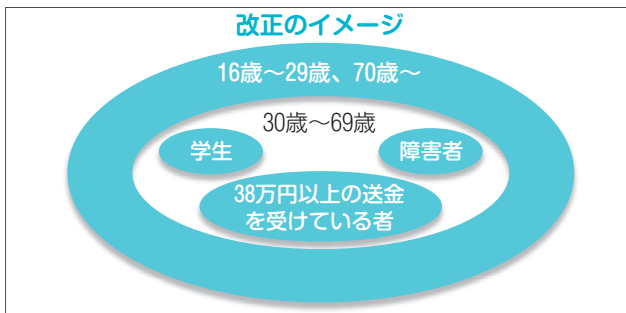 改正のイメージ
16歳～29歳、70歳～
30歳～69歳
学生
障害者
38万円以上の送金
を受けている者